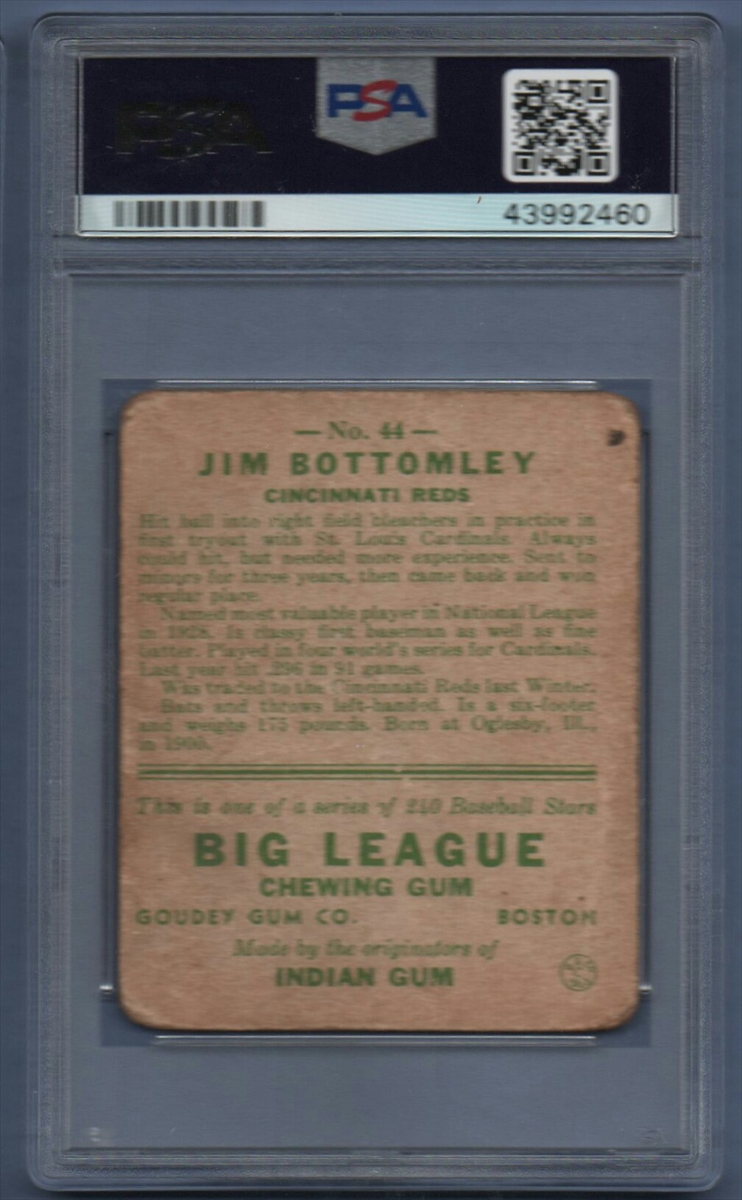 PSA
PSA
43992460
— No. 44 —
JIM BOTTOMLEY
CINCINNATI REDS
Hit ball into right field bleachers in practice in
first tryout with St. Louis Cardinals. Always
could hit, but needed more experience. Sent to
minors for three years, then came back and won
regular place.
Named most valuable player in National League
in 1928. Is classy first baseman as well as fine
batter. Played in four world's series for Cardinals.
Last year hit .296 in 91 games.
Was traded to the Cincinnati Reds last Winter.
Bats and throws left-handed. Is a six-footer
and weighs 175 pounds. Born at Oglesby, Ill.,
in 1900.
This is one of a series of 240 Baseball Stars
BIG LEAGUE
CHEWING GUM
GOUDEY GUM CO. BOSTON
Made by the originators of
INDIAN GUM